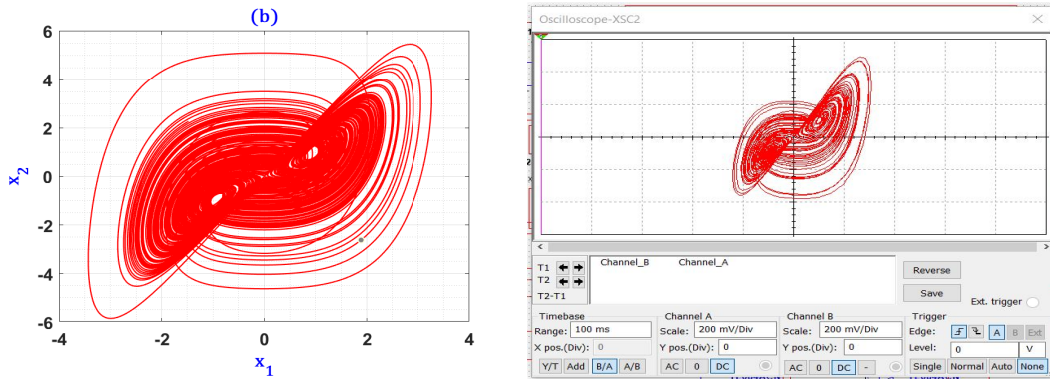 (b)
6
4
2
0
-2
-4
-6
-4 -2 0 2 4
x2
x1
Oscilloscope-XSC2
Channel_B Channel_A
T1
T2
T2-T1
Reverse
Save
Ext. trigger
Timebase Channel A Channel B Trigger
Range: 100 ms Scale: 200 mV/Div Scale: 200 mV/Div Edge: A B Ext
X pos.(Div): 0 Y pos.(Div): 0 Y pos.(Div): 0 Level: 0 V
Y/T Add B/A A/B AC 0 DC AC 0 DC - Single Normal Auto None